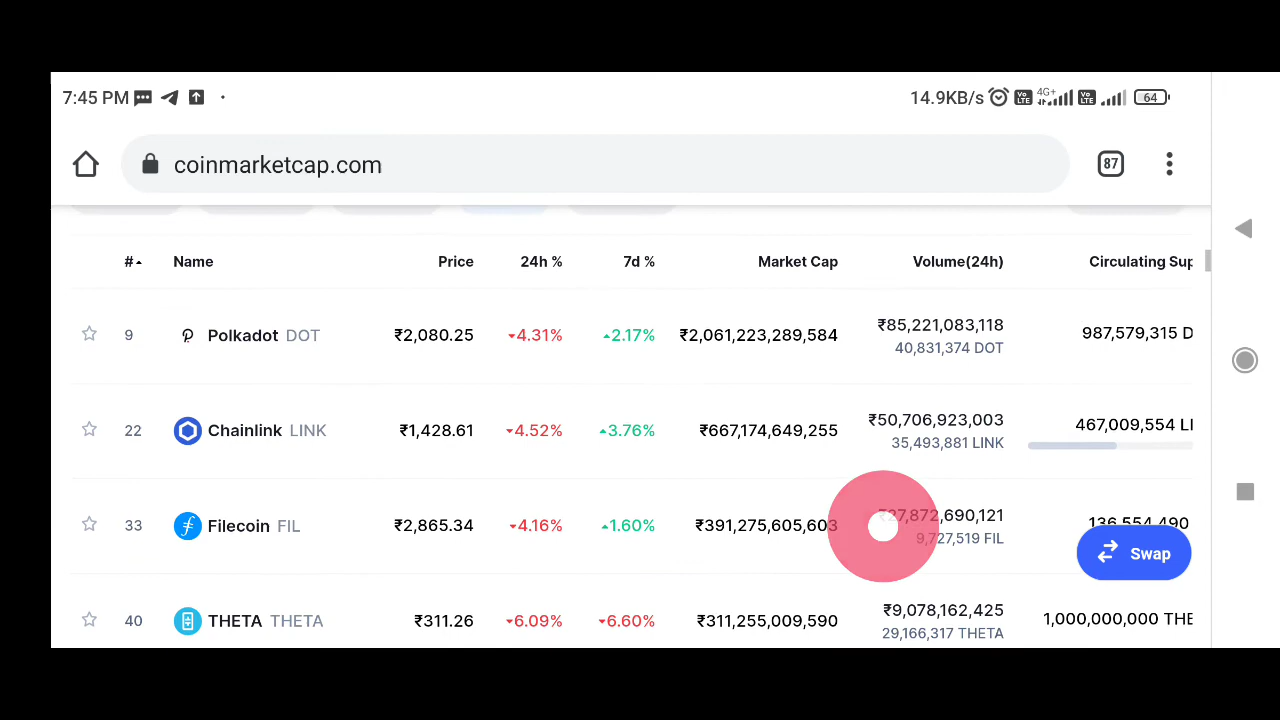 7:45 PM 14.9KB/s VoLTE 4G+ VoLTE 64
coinmarketcap.com 87
# Name Price 24h % 7d % Market Cap Volume(24h) Circulating Sup
9 Polkadot DOT ₹2,080.25 4.31% 2.17% ₹2,061,223,289,584 ₹85,221,083,118 987,579,315 D
40,831,374 DOT
22 Chainlink LINK ₹1,428.61 4.52% 3.76% ₹667,174,649,255 ₹50,706,923,003 467,009,554 LI
35,493,881 LINK
33 Filecoin FIL ₹2,865.34 4.16% 1.60% ₹391,275,605,603 ₹27,872,690,121 136,554,490
9,727,519 FIL
Swap
40 THETA THETA ₹311.26 6.09% 6.60% ₹311,255,009,590 ₹9,078,162,425 1,000,000,000 THE
29,166,317 THETA